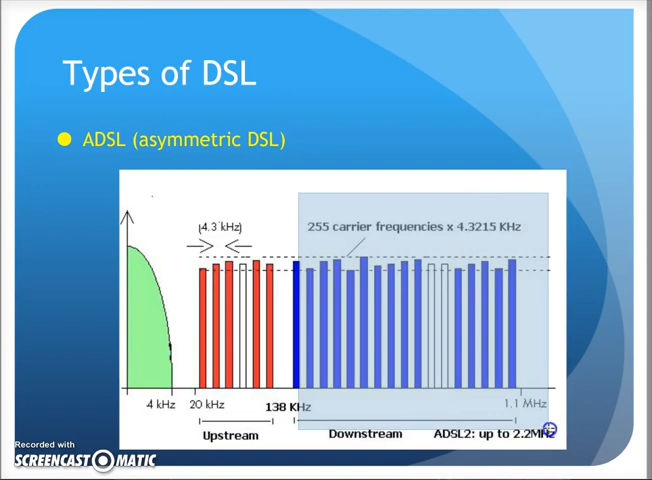 Types of DSL
ADSL (asymmetric DSL)
(4.3 kHz)
255 carrier frequencies x 4.3215 KHz
4 kHz
20 kHz
138 KHz
1.1 MHz
Upstream
Downstream
ADSL2: up to 2.2MHz
Recorded with
SCREENCAST-O-MATIC